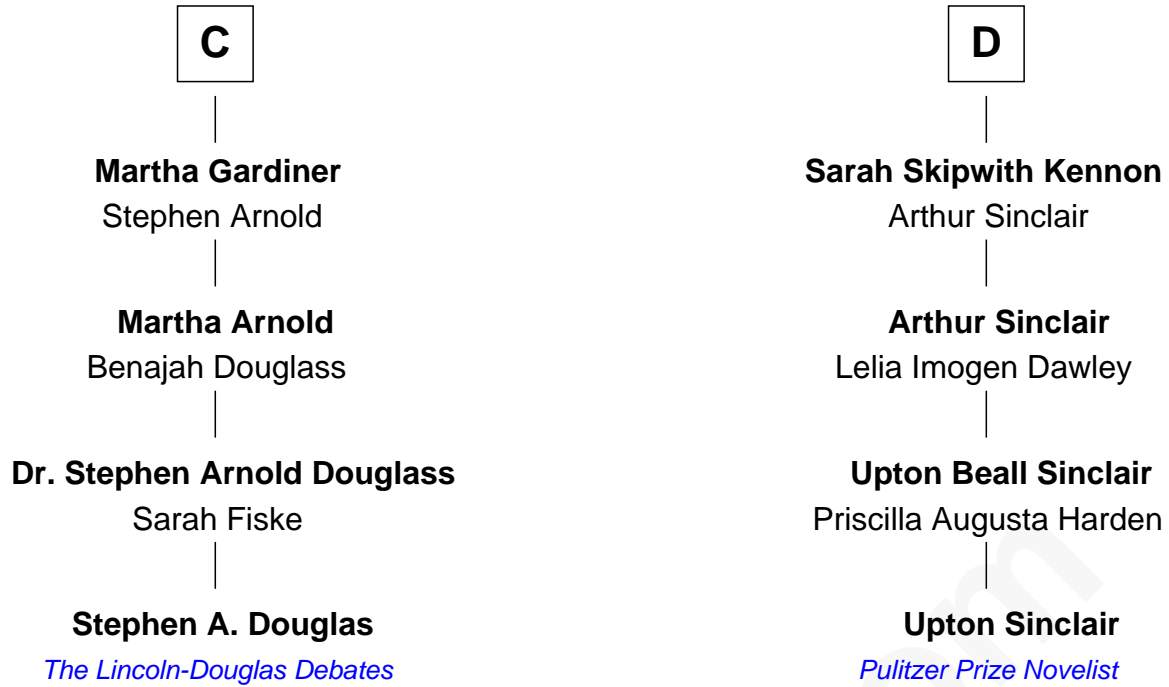 C
Martha Gardiner
Stephen Arnold
Martha Arnold
Benajah Douglass
Dr. Stephen Arnold Douglass
Sarah Fiske
Stephen A. Douglas
The Lincoln-Douglas Debates
D
Sarah Skipwith Kennon
Arthur Sinclair
Arthur Sinclair
Lelia Imogen Dawley
Upton Beall Sinclair
Priscilla Augusta Harden
Upton Sinclair
Pulitzer Prize Novelist